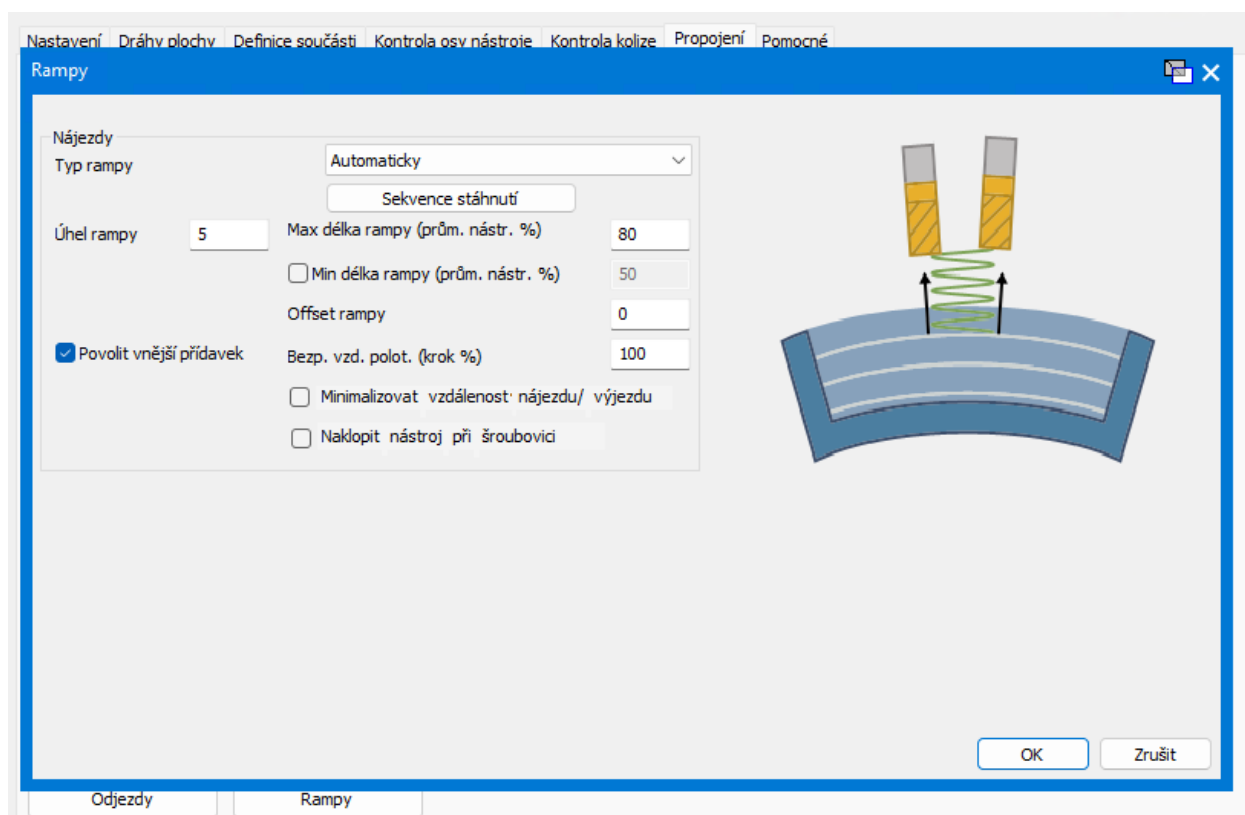 Nastavení Dráhy plochy Definice součásti Kontrola osy nástroje Kontrola kolize Propojení Pomocné
Rampy
Nájezdy
Typ rampy Automaticky
Sekvence stáhnutí
Úhel rampy 5 Max délka rampy (prům. nástr. %) 80
Min délka rampy (prům. nástr. %) 50
Offset rampy 0
Povolit vnější přídavek Bezp. vzd. polot. (krok %) 100
Minimalizovat vzdálenost nájezdu/ výjezdu
Naklopit nástroj při šroubovici
OK Zrušit
Odjezdy Rampy